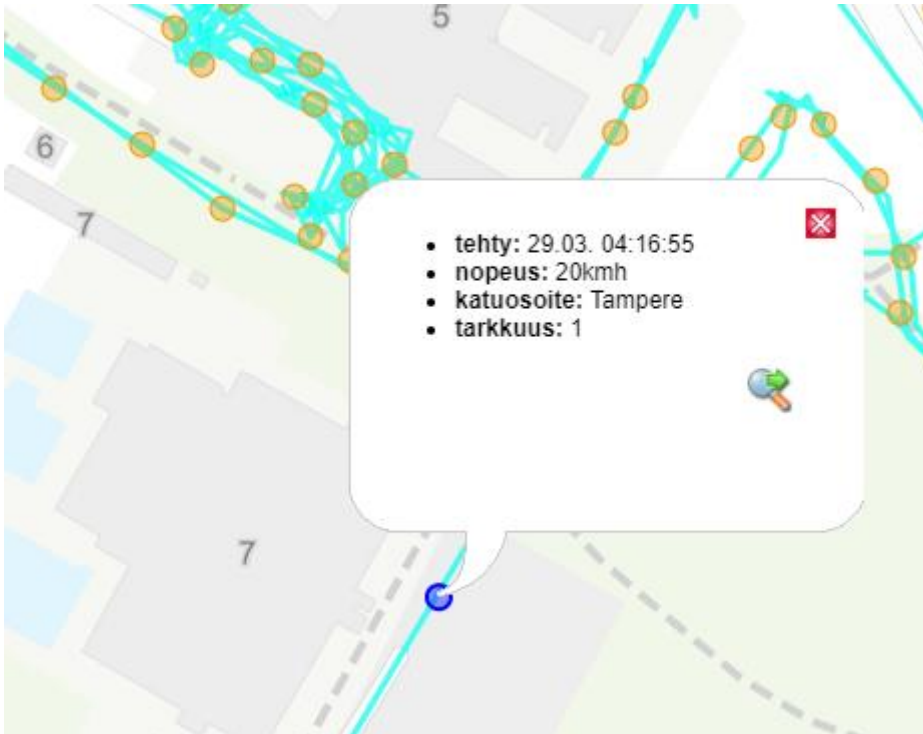 5
6
7
tehty: 29.03. 04:16:55
nopeus: 20kmh
katuosoite: Tampere
tarkkuus: 1
7